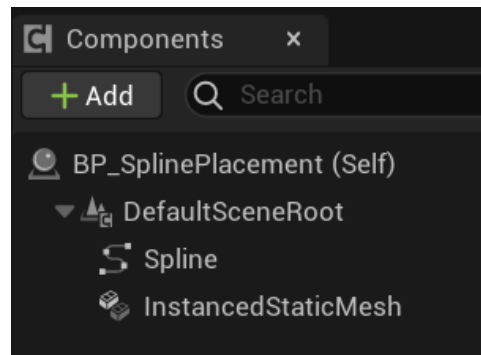 Components
Add Search
BP_SplinePlacement (Self)
DefaultSceneRoot
Spline
InstancedStaticMesh